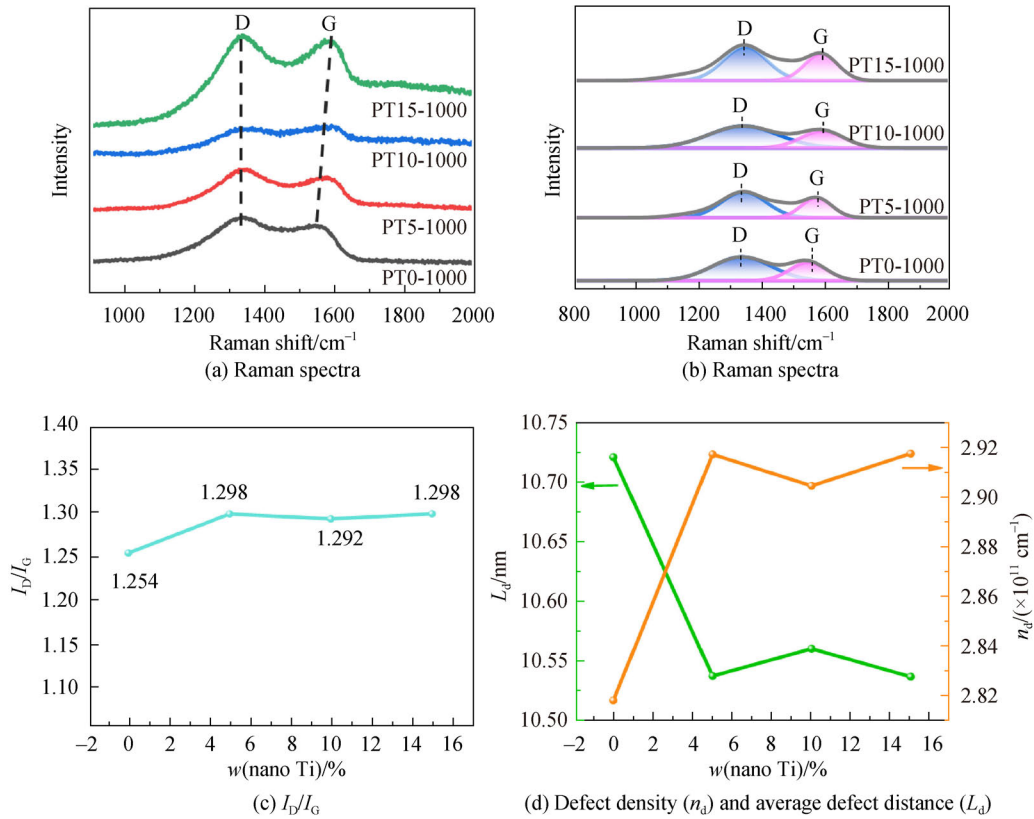 D
G
PT15-1000
PT10-1000
PT5-1000
PT0-1000
Intensity
1000 1200 1400 1600 1800 2000
Raman shift/cm⁻¹
(a) Raman spectra
D
G
PT15-1000
D
G
PT10-1000
D
G
PT5-1000
D
G
PT0-1000
Intensity
800 1000 1200 1400 1600 1800 2000
Raman shift/cm⁻¹
(b) Raman spectra
1.40
1.35
1.30
1.25
1.20
1.15
1.10
I_D/I_G
1.254
1.298
1.292
1.298
−2 0 2 4 6 8 10 12 14 16
w(nano Ti)/%
(c) I_D/I_G
10.75
10.70
10.65
10.60
10.55
10.50
L_d/nm
2.92
2.90
2.88
2.86
2.84
2.82
n_d/(×10¹¹ cm⁻¹)
−2 0 2 4 6 8 10 12 14 16
w(nano Ti)/%
(d) Defect density (n_d) and average defect distance (L_d)